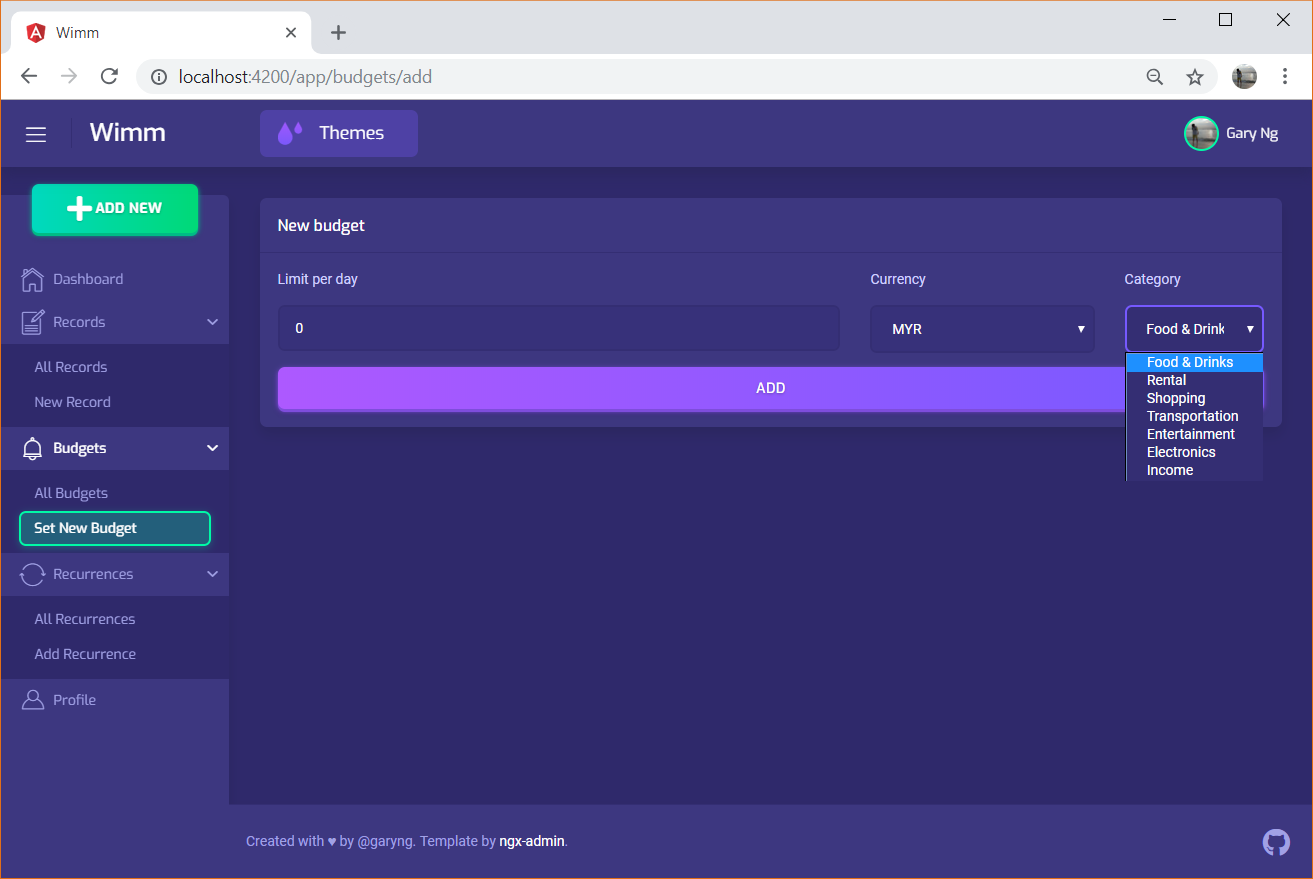 Wimm
localhost:4200/app/budgets/add
Wimm
Themes
Gary Ng
ADD NEW
Dashboard
Records
All Records
New Record
Budgets
All Budgets
Set New Budget
Recurrences
All Recurrences
Add Recurrence
Profile
New budget
Limit per day
Currency
Category
0
MYR
Food & Drink
ADD
Food & Drinks
Rental
Shopping
Transportation
Entertainment
Electronics
Income
Created with ♥ by @garyng. Template by ngx-admin.